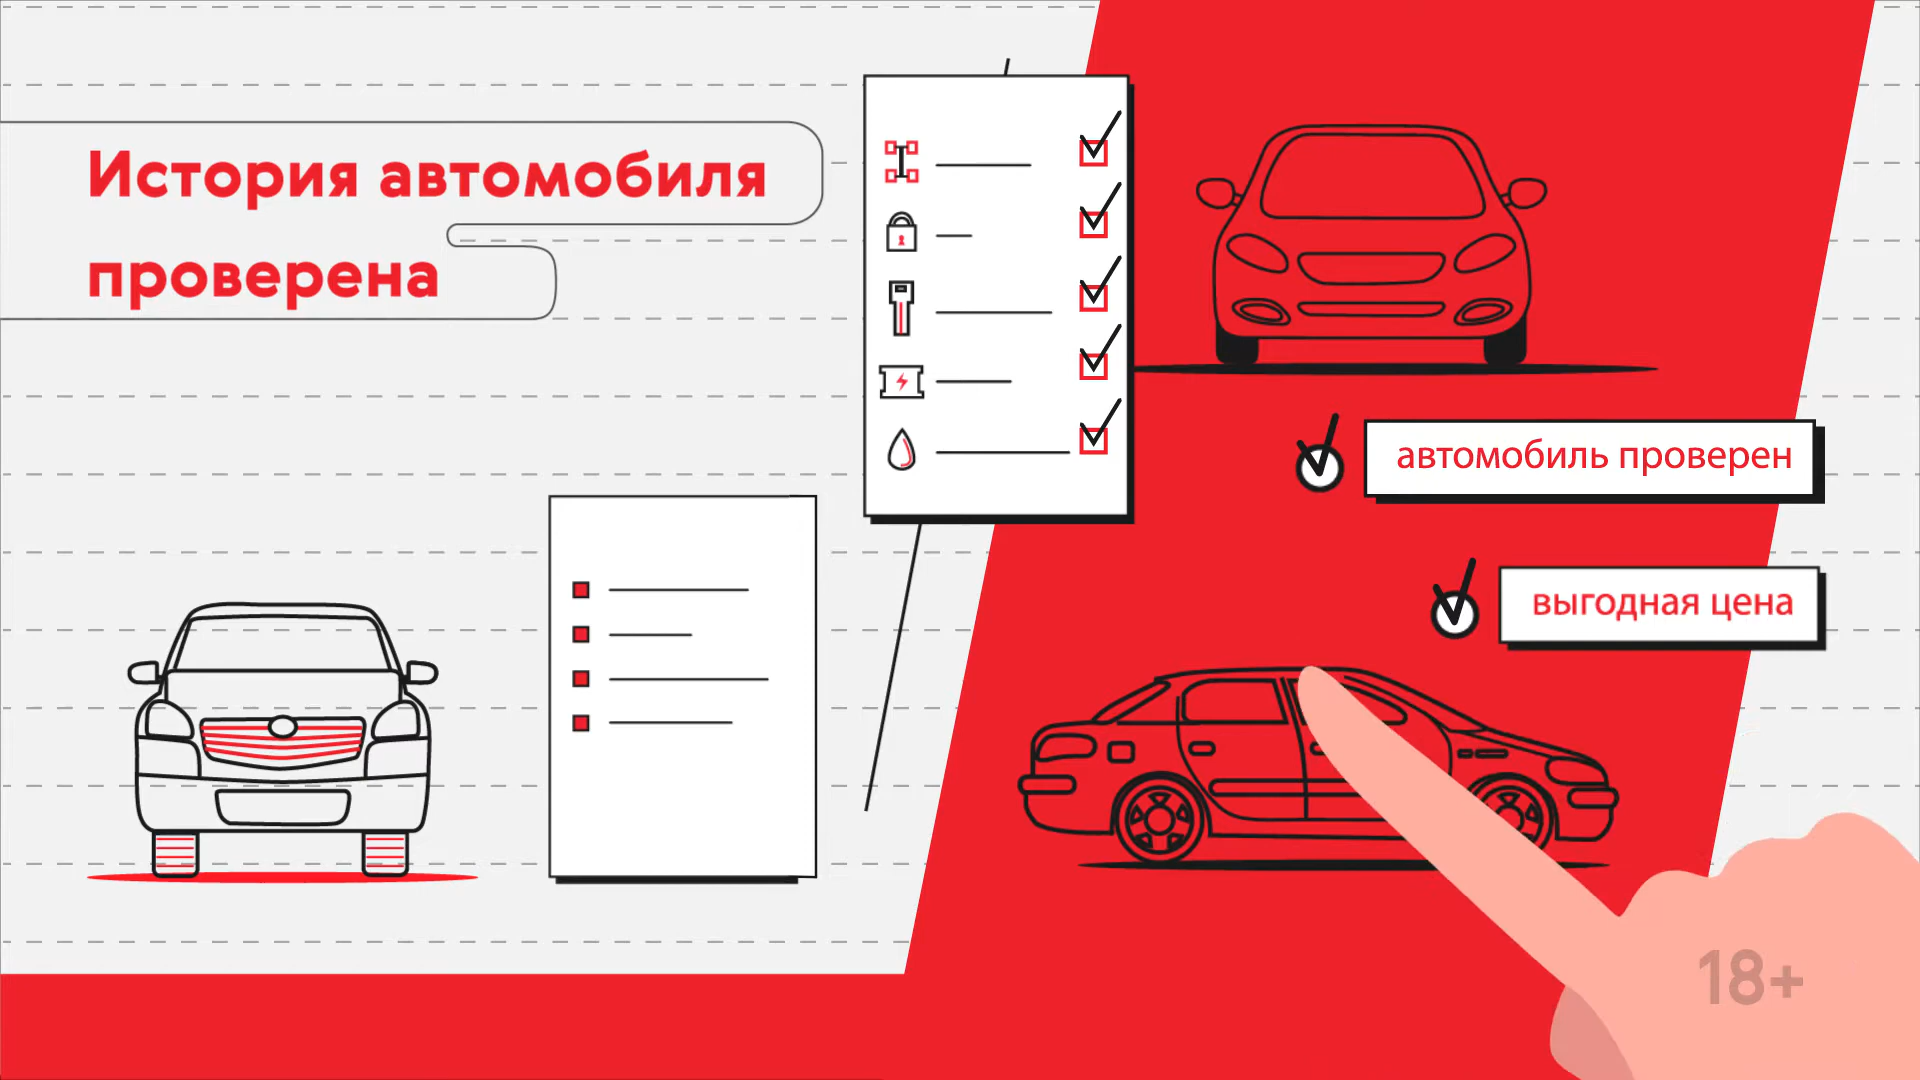 История автомобиля
проверена
автомобиль проверен
выгодная цена
18+